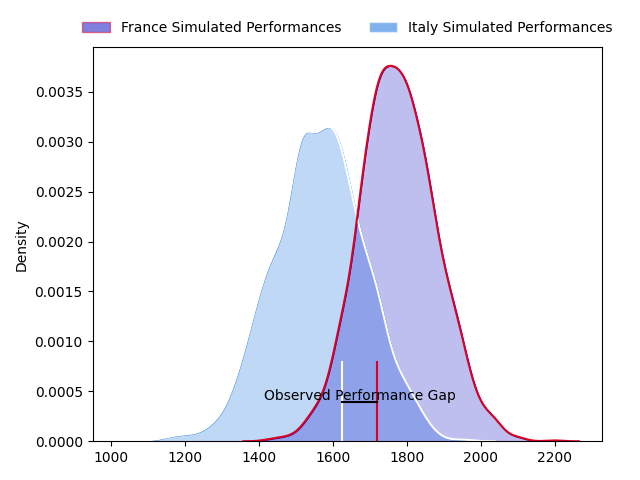 France Simulated Performances Italy Simulated Performances
0.0035
0.0030
0.0025
0.0020
0.0015
0.0010
0.0005
0.0000
Density
Observed Performance Gap
1000 1200 1400 1600 1800 2000 2200